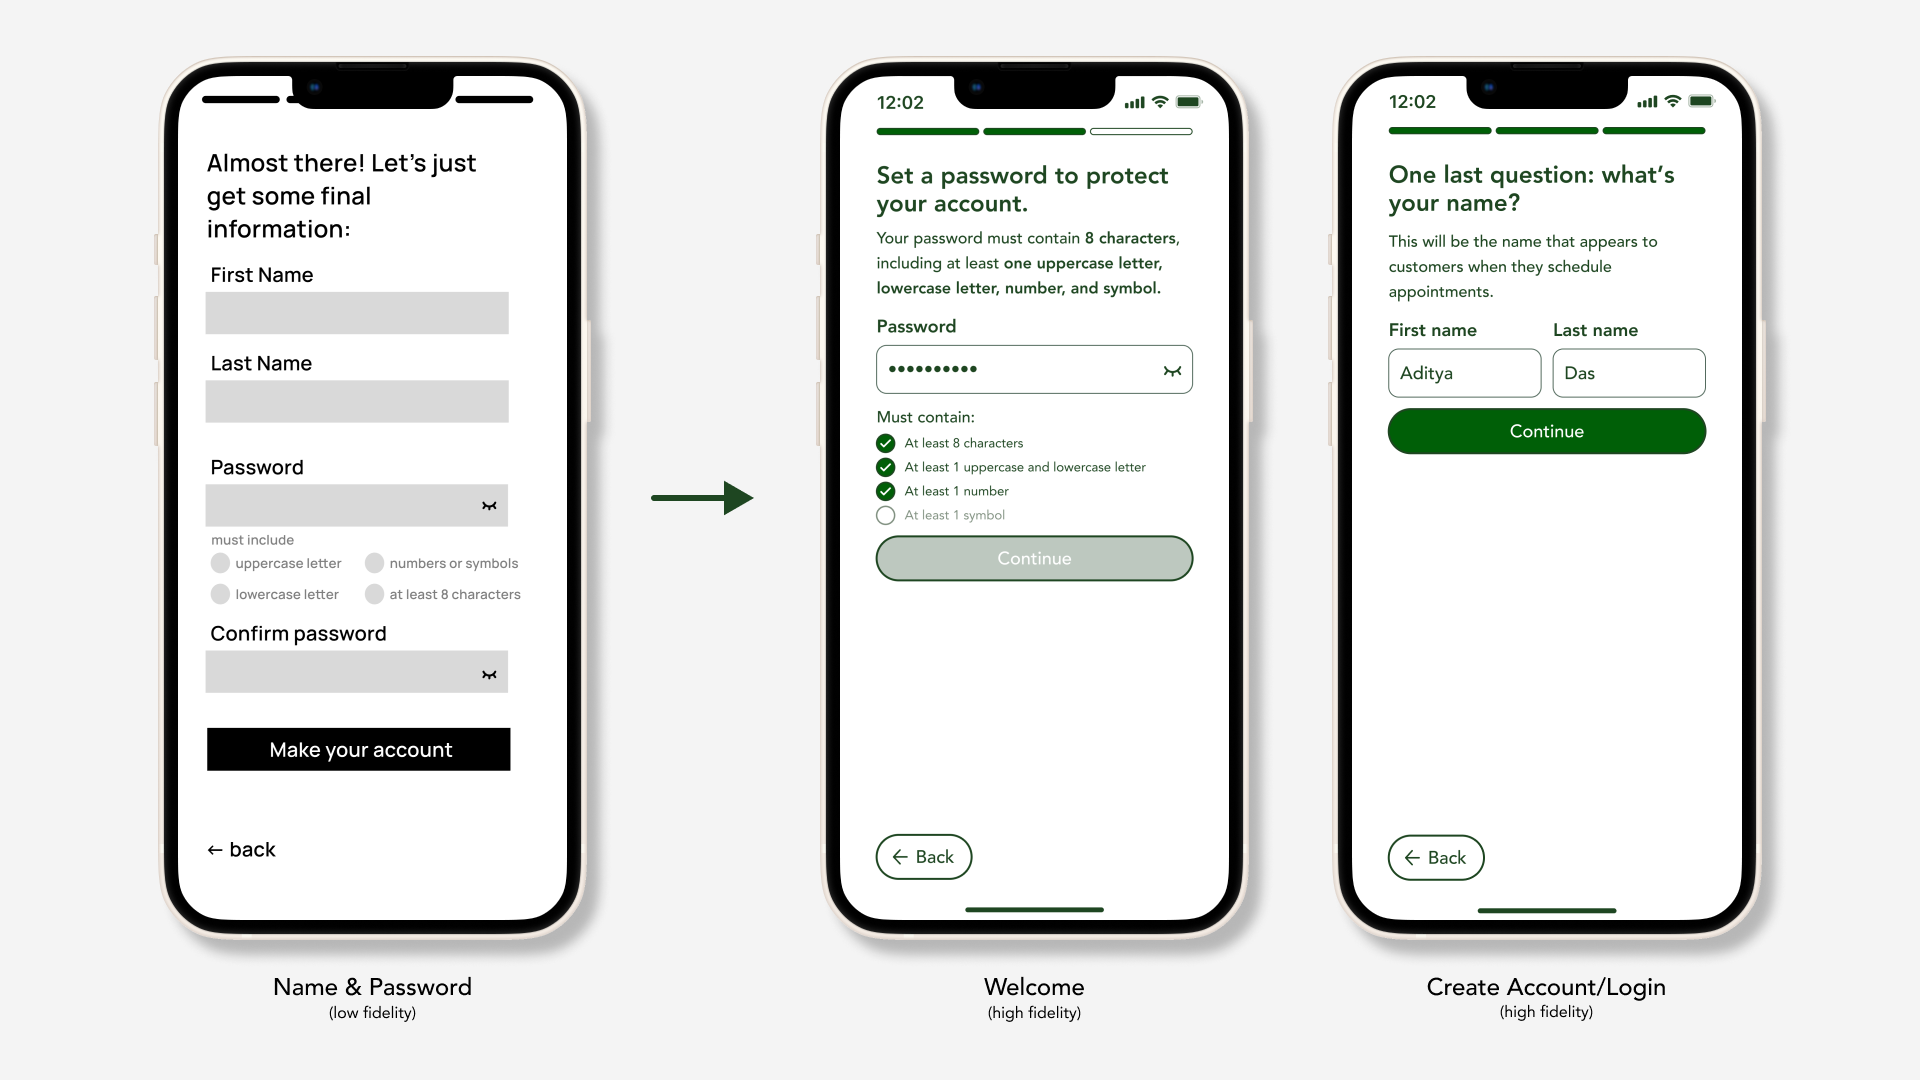 Almost there! Let's just
get some final
information:
First Name
Last Name
Password
must include
uppercase letter
numbers or symbols
lowercase letter
at least 8 characters
Confirm password
Make your account
← back
Name & Password
(low fidelity)
12:02
Set a password to protect
your account.
Your password must contain 8 characters,
including at least one uppercase letter,
lowercase letter, number, and symbol.
Password
Must contain:
At least 8 characters
At least 1 uppercase and lowercase letter
At least 1 number
At least 1 symbol
Continue
← Back
Welcome
(high fidelity)
12:02
One last question: what's
your name?
This will be the name that appears to
customers when they schedule
appointments.
First name
Last name
Aditya
Das
Continue
← Back
Create Account/Login
(high fidelity)